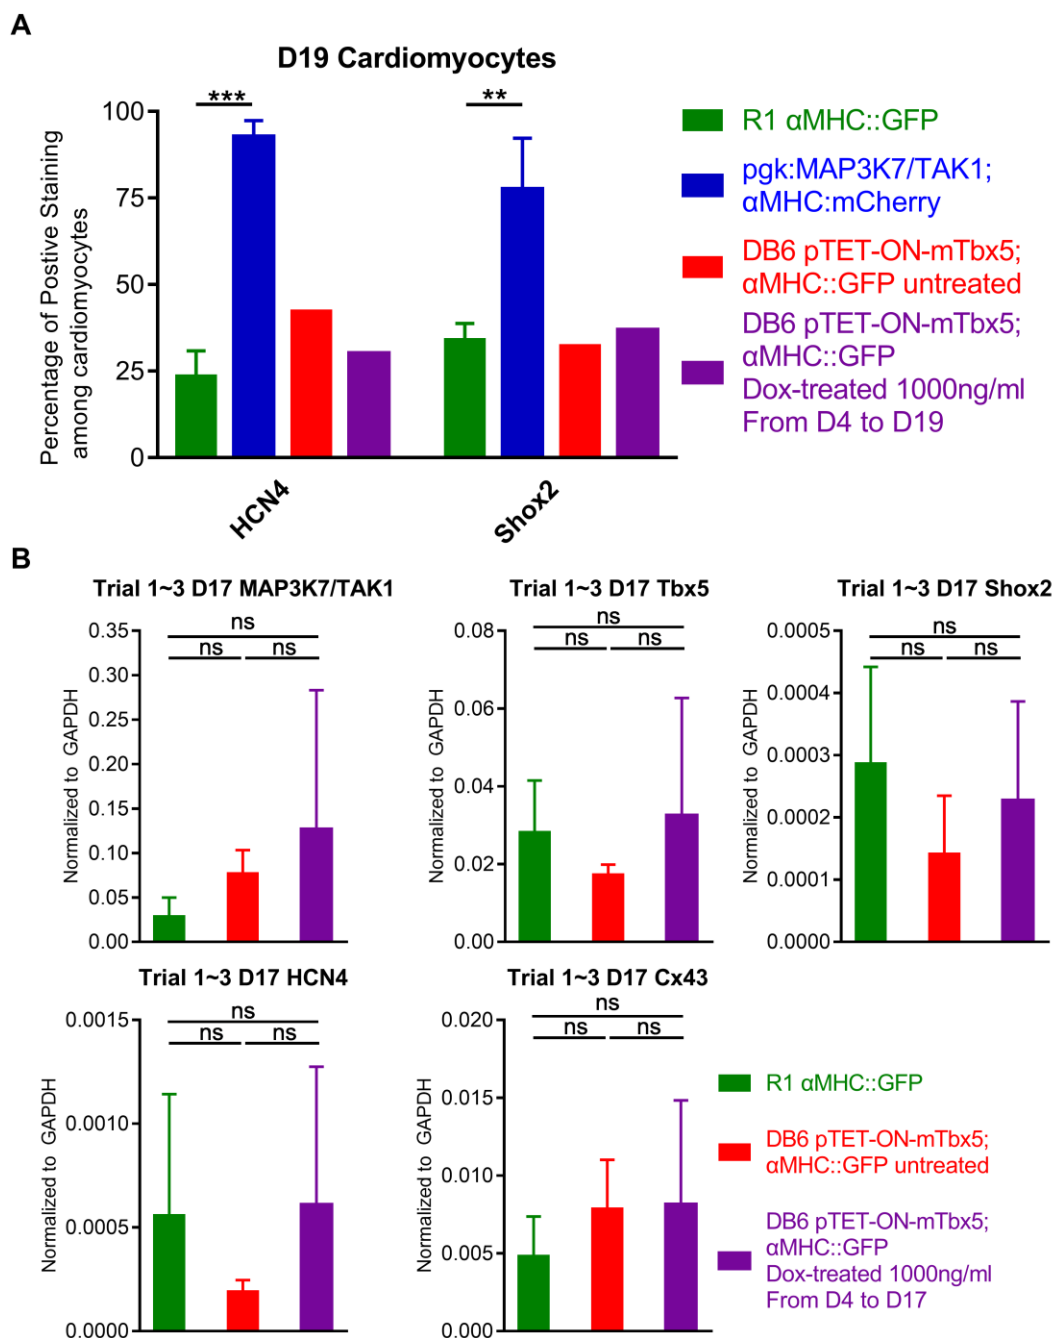 A
D19 Cardiomyocytes
Percentage of Postive Staining
among cardiomyocytes
100
75
50
25
0
***
**
HCN4
Shox2
R1 αMHC::GFP
pgk:MAP3K7/TAK1;
αMHC:mCherry
DB6 pTET-ON-mTbx5;
αMHC::GFP untreated
DB6 pTET-ON-mTbx5;
αMHC::GFP
Dox-treated 1000ng/ml
From D4 to D19
B
Trial 1~3 D17 MAP3K7/TAK1
Normalized to GAPDH
0.35
0.30
0.25
0.20
0.15
0.10
0.05
0.00
ns
ns
ns
Trial 1~3 D17 Tbx5
Normalized to GAPDH
0.08
0.06
0.04
0.02
0.00
ns
ns
ns
Trial 1~3 D17 Shox2
Normalized to GAPDH
0.0005
0.0004
0.0003
0.0002
0.0001
0.0000
ns
ns
ns
Trial 1~3 D17 HCN4
Normalized to GAPDH
0.0015
0.0010
0.0005
0.0000
ns
ns
ns
Trial 1~3 D17 Cx43
Normalized to GAPDH
0.020
0.015
0.010
0.005
0.000
ns
ns
ns
R1 αMHC::GFP
DB6 pTET-ON-mTbx5;
αMHC::GFP untreated
DB6 pTET-ON-mTbx5;
αMHC::GFP
Dox-treated 1000ng/ml
From D4 to D17